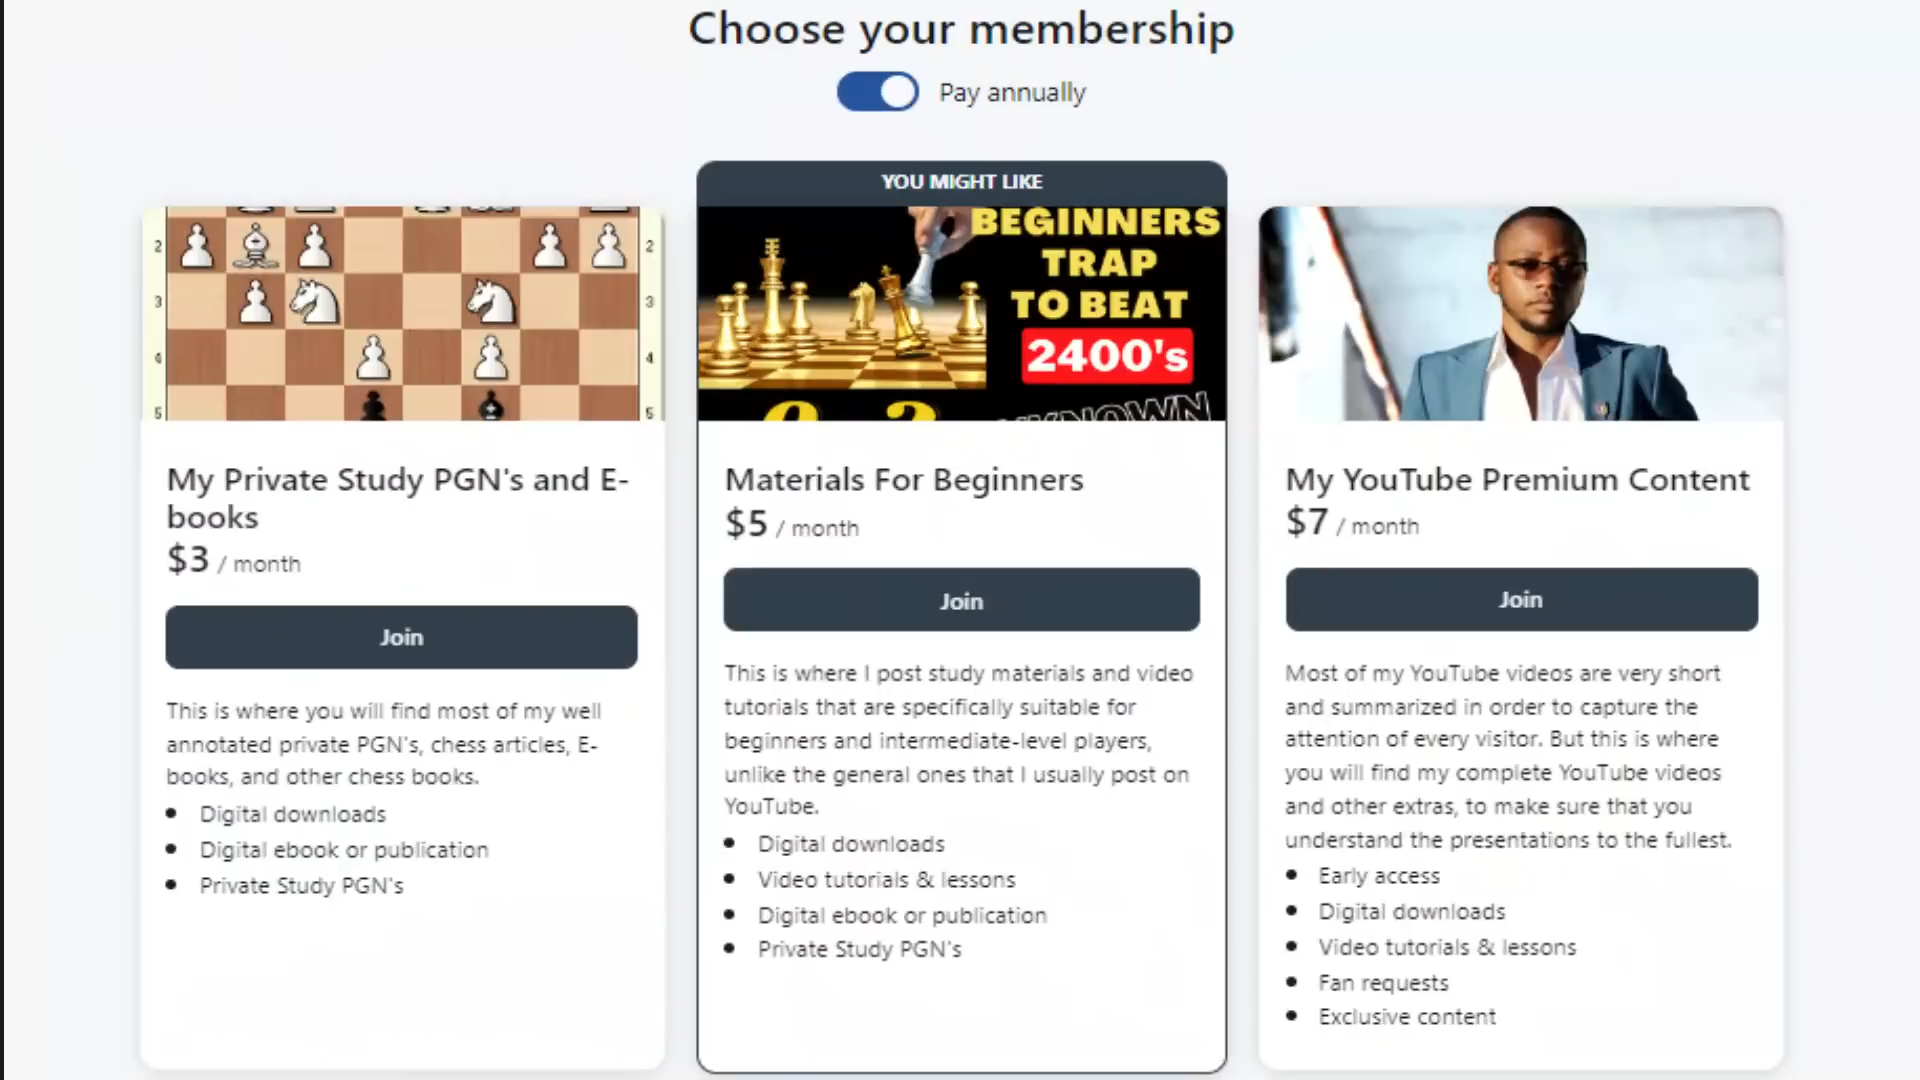 Choose your membership
Pay annually
2
2
3
3
4
4
5
5
My Private Study PGN's and E-
books
$3 / month
Join
This is where you will find most of my well
annotated private PGN's, chess articles, E-
books, and other chess books.
• Digital downloads
• Digital ebook or publication
• Private Study PGN's
YOU MIGHT LIKE
BEGINNERS
TRAP
TO BEAT
2400's
Materials For Beginners
$5 / month
Join
This is where I post study materials and video
tutorials that are specifically suitable for
beginners and intermediate-level players,
unlike the general ones that I usually post on
YouTube.
• Digital downloads
• Video tutorials & lessons
• Digital ebook or publication
• Private Study PGN's
My YouTube Premium Content
$7 / month
Join
Most of my YouTube videos are very short
and summarized in order to capture the
attention of every visitor. But this is where
you will find my complete YouTube videos
and other extras, to make sure that you
understand the presentations to the fullest.
• Early access
• Digital downloads
• Video tutorials & lessons
• Fan requests
• Exclusive content